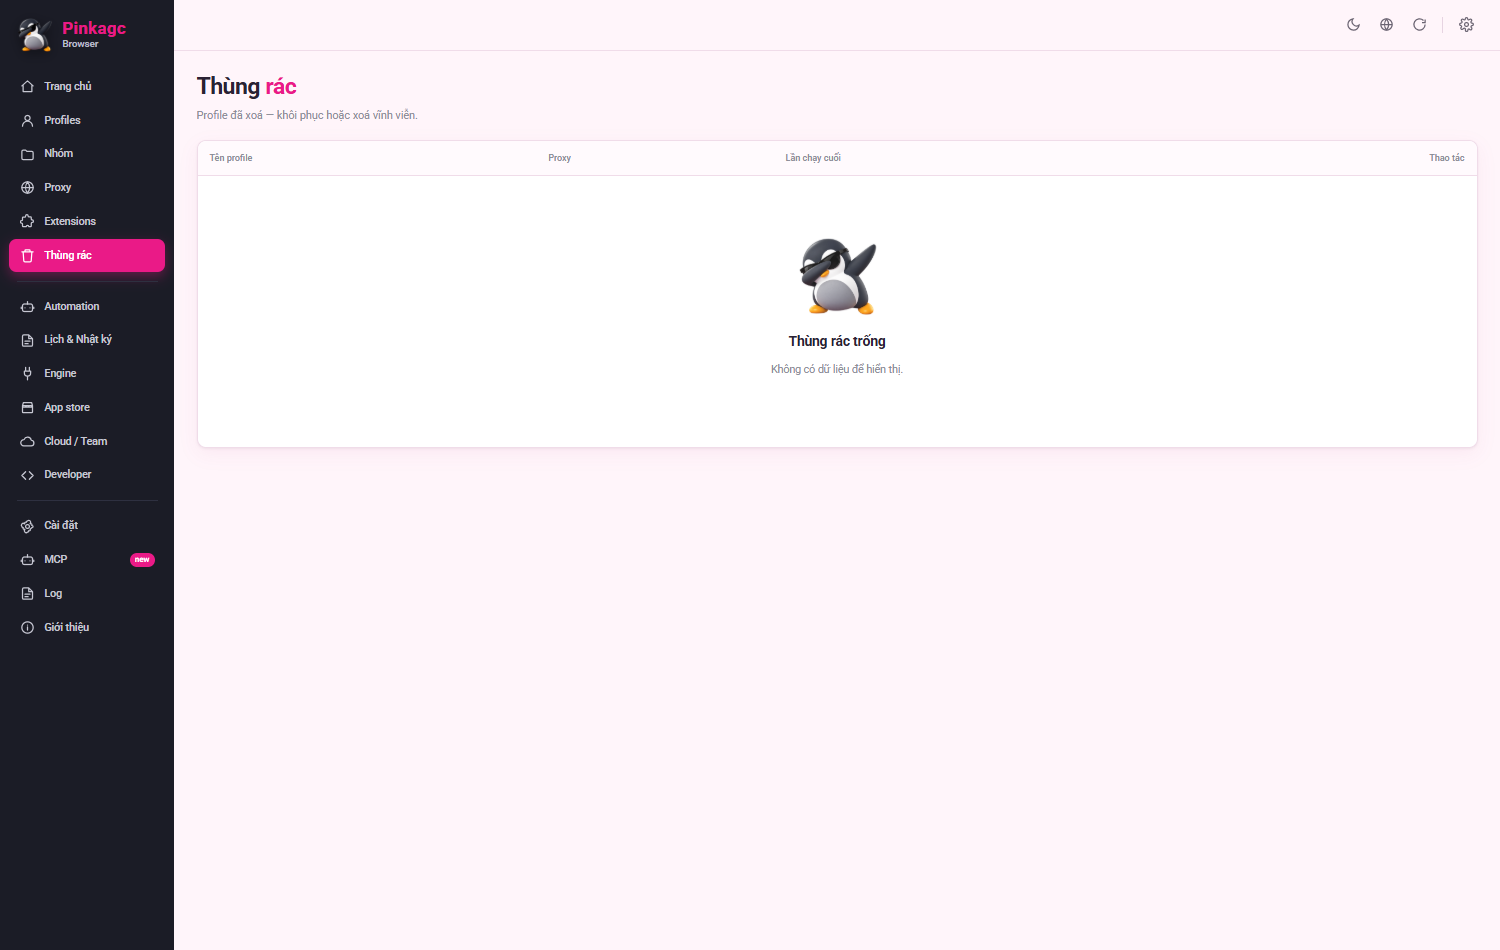 Pinkagc
Browser
Trang chủ
Profiles
Nhóm
Proxy
Extensions
Thùng rác
Automation
Lịch & Nhật ký
Engine
App store
Cloud / Team
Developer
Cài đặt
MCP new
Log
Giới thiệu
Thùng rác
Profile đã xoá — khôi phục hoặc xoá vĩnh viễn.
Tên profile Proxy Lần chạy cuối Thao tác
Thùng rác trống
Không có dữ liệu để hiển thị.